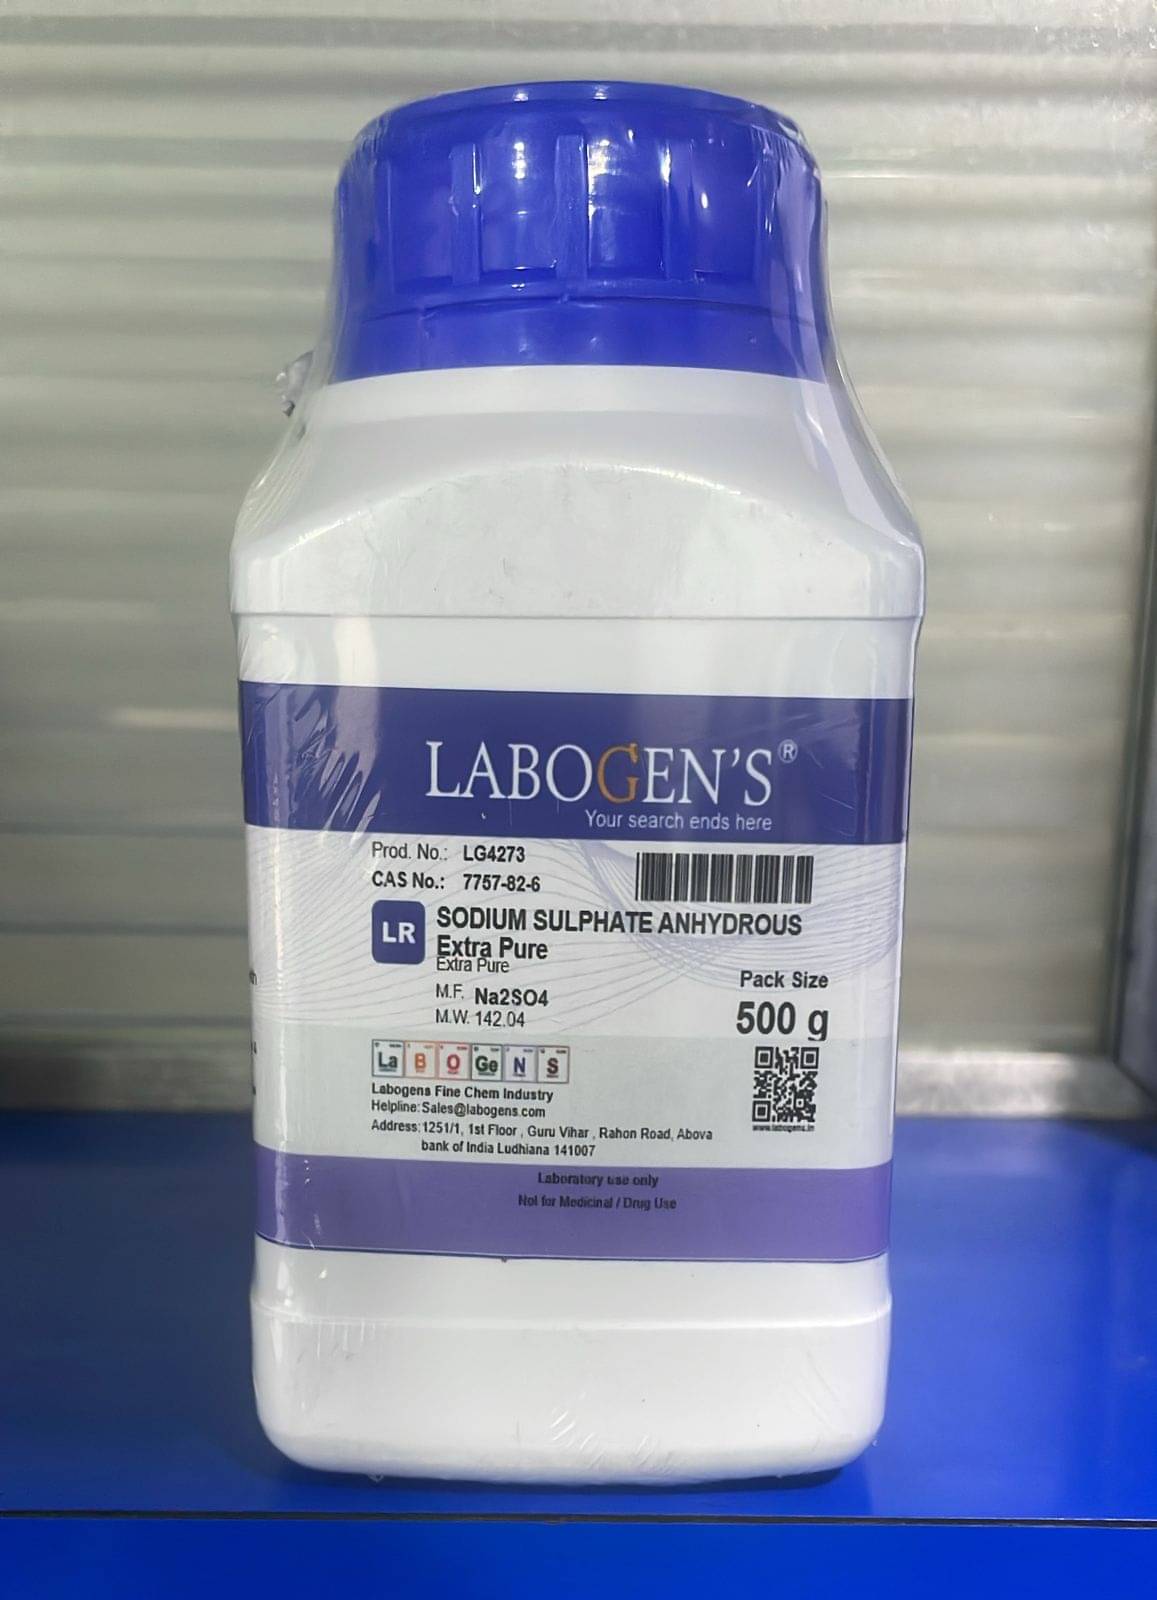 LABOGEN'S®
Your search ends here
Prod. No.: LG4273
CAS No.: 7757-82-6
LR
SODIUM SULPHATE ANHYDROUS
Extra Pure
Extra Pure
M.F. Na2SO4
M.W. 142.04
Pack Size
500 g
La B O Ge N S
Labogens Fine Chem Industry
Helpline: Sales@labogens.com
Address: 1251/1, 1st Floor , Guru Vihar , Rahon Road, Abova
bank of India Ludhiana 141007
www.labogens.in
Laboratory use only
Not for Medicinal / Drug Use